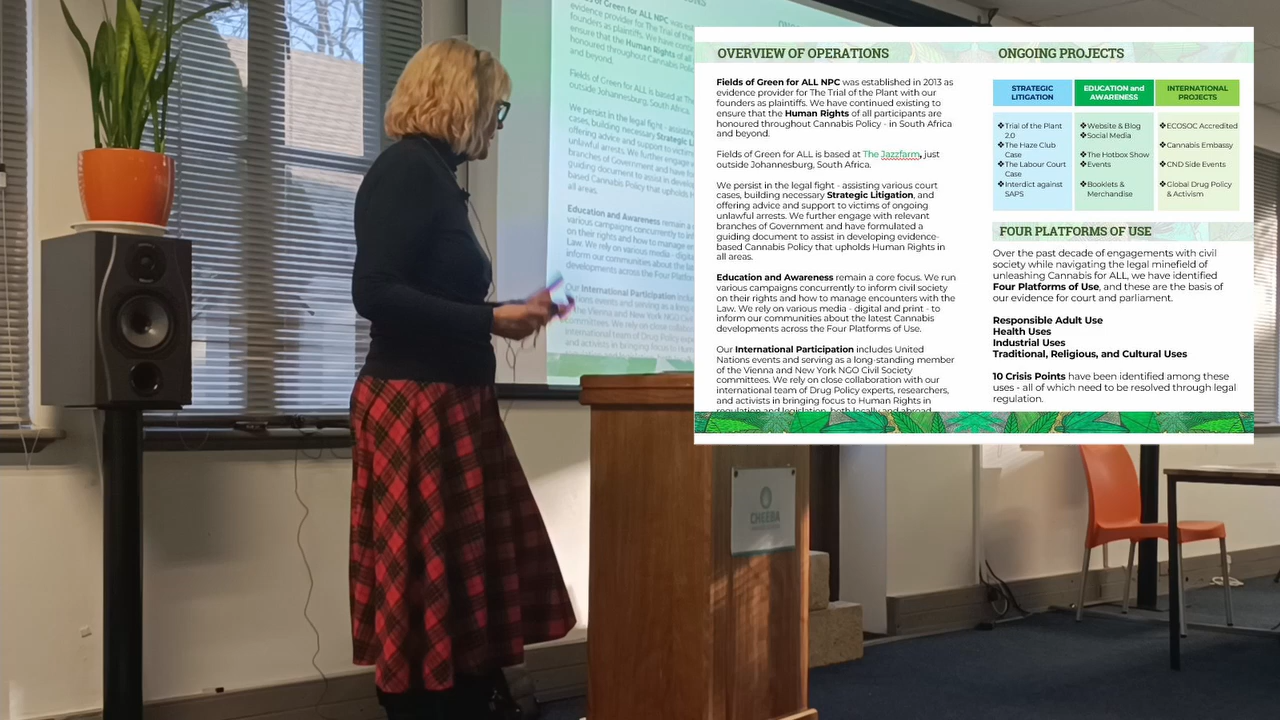 OVERVIEW OF OPERATIONS
Fields of Green for ALL NPC was established in 2013 as
evidence provider for The Trial of the Plant with our
founders as plaintiffs. We have continued existing to
ensure that the Human Rights of all participants are
honoured throughout Cannabis Policy - in South Africa
and beyond.
Fields of Green for ALL is based at The Jazzfarm, just
outside Johannesburg, South Africa.
We persist in the legal fight - assisting various court
cases, building necessary Strategic Litigation, and
offering advice and support to victims of ongoing
unlawful arrests. We further engage with relevant
branches of Government and have formulated a
guiding document to assist in developing evidence-
based Cannabis Policy that upholds Human Rights in
all areas.
Education and Awareness remain a core focus. We run
various campaigns concurrently to inform civil society
on their rights and how to manage encounters with the
Law. We rely on various media - digital and print - to
inform our communities about the latest Cannabis
developments across the Four Platforms of Use.
Our International Participation includes United
Nations events and serving as a long-standing member
of the Vienna and New York NGO Civil Society
committees. We rely on close collaboration with our
international team of Drug Policy experts, researchers,
and activists in bringing focus to Human Rights in
regulation and legislation, both locally and abroad.
ONGOING PROJECTS
STRATEGIC
LITIGATION
❖Trial of the Plant
2.0
❖The Haze Club
Case
❖The Labour Court
Case
❖Interdict against
SAPS
EDUCATION and
AWARENESS
❖Website & Blog
❖Social Media
❖The Hotbox Show
❖Events
❖Booklets &
Merchandise
INTERNATIONAL
PROJECTS
❖ECOSOC Accredited
❖Cannabis Embassy
❖CND Side Events
❖Global Drug Policy
& Activism
FOUR PLATFORMS OF USE
Over the past decade of engagements with civil
society while navigating the legal minefield of
unleashing Cannabis for ALL, we have identified
Four Platforms of Use, and these are the basis of
our evidence for court and parliament.
Responsible Adult Use
Health Uses
Industrial Uses
Traditional, Religious, and Cultural Uses
10 Crisis Points have been identified among these
uses - all of which need to be resolved through legal
regulation.
CHEEBA